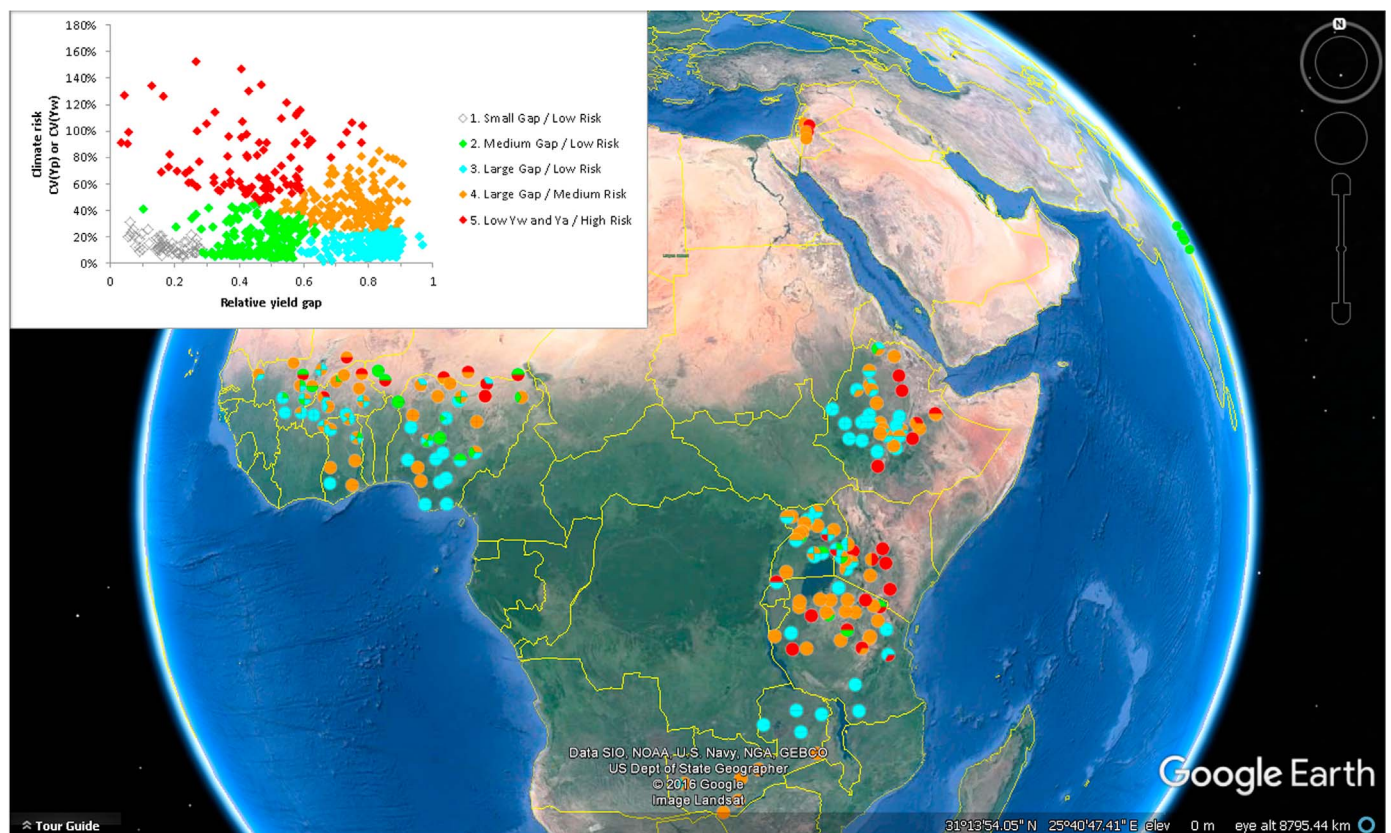 180%
160%
140%
120%
100%
80%
60%
40%
20%
0%
Climate risk
CV(Yp) or CV(Yw)
0 0.2 0.4 0.6 0.8 1
Relative yield gap
1. Small Gap / Low Risk
2. Medium Gap / Low Risk
3. Large Gap / Low Risk
4. Large Gap / Medium Risk
5. Low Yw and Ya / High Risk
N
Data SIO, NOAA, U.S. Navy, NGA, GEBCO
US Dept of State Geographer
© 2016 Google
Image Landsat
Google Earth
Tour Guide
31°13'54.05" N 25°40'47.41" E elev 0 m eye alt 8795.44 km